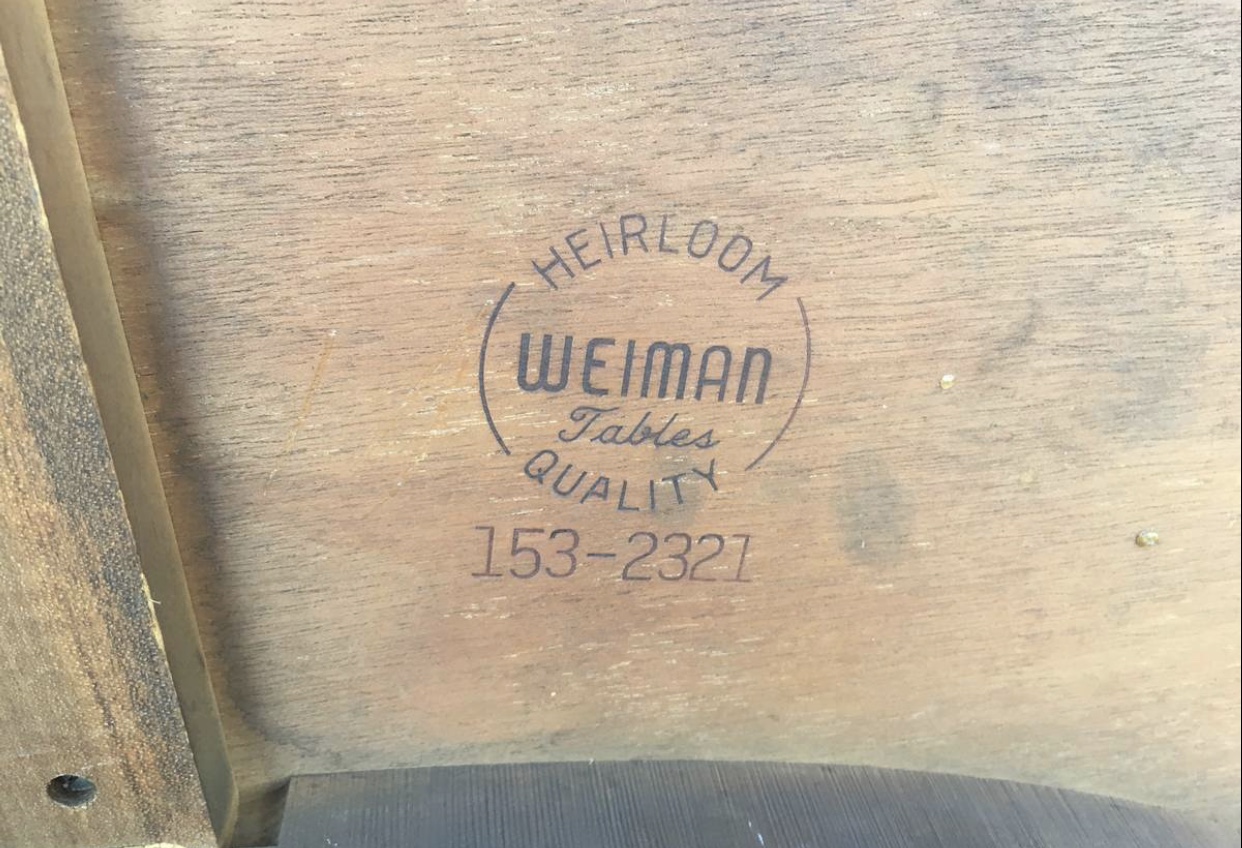 HEIRLOOM
WEIMAN
Tables
QUALITY
153-2321